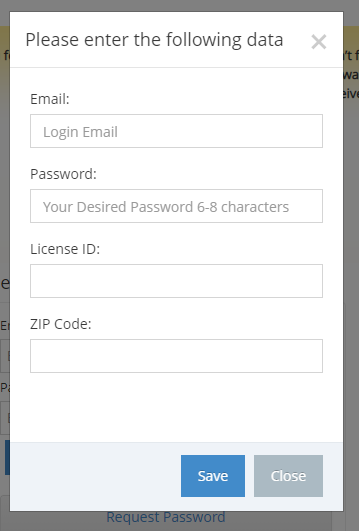 Please enter the following data ×
Email:
Login Email
Password:
Your Desired Password 6-8 characters
License ID:
ZIP Code:
Save Close
Request Password